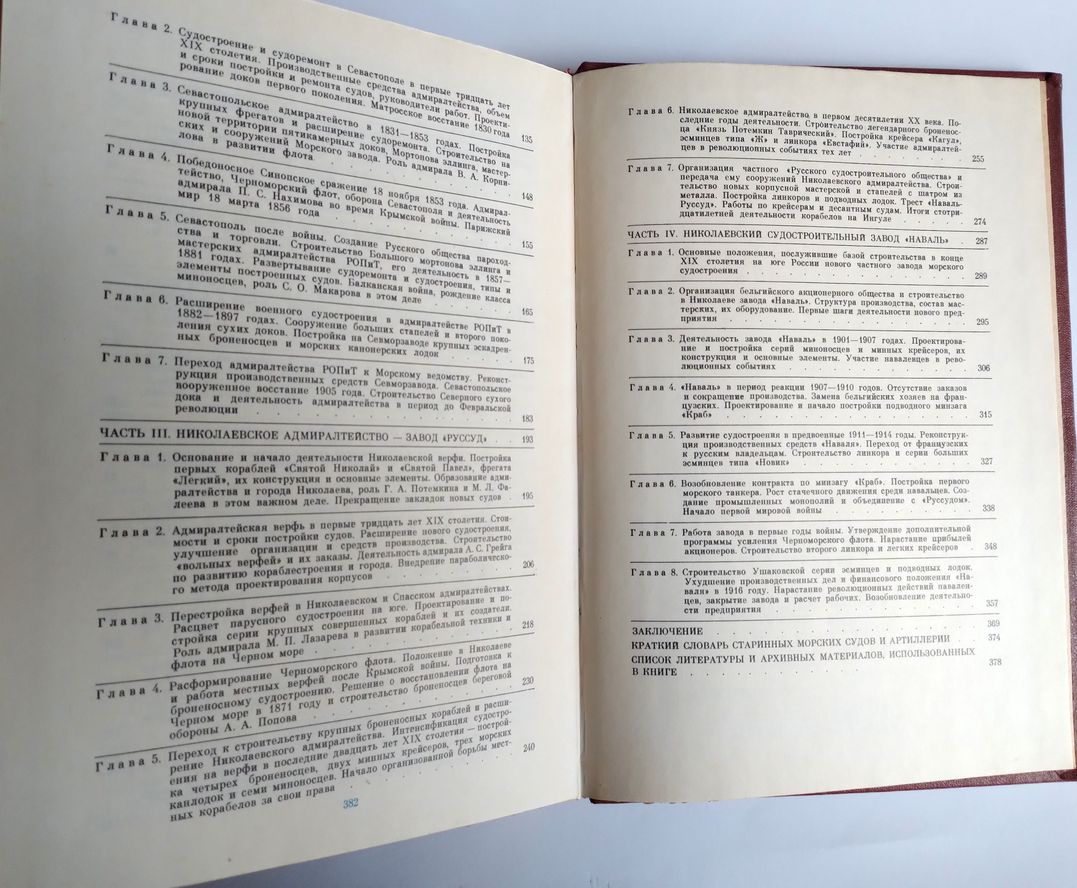 Глава 2. Судостроение и судоремонт в Севастополе в первые тридцать лет
XIX столетия. Производственные средства адмиралтейства, объем
и сроки постройки и ремонта судов, руководители работ. Проекти-
рование доков первого поколения. Матросское восстание 1830 года
135
Глава 3. Севастопольское адмиралтейство в 1831—1853 годах. Постройка
крупных фрегатов и расширение судоремонта. Строительство на
новой территории пятикамерных доков, Мортонова эллинга, мастер-
ских и сооружений Морского завода. Роль адмирала В. А. Корни-
лова в развитии флота . . . 148
Глава 4. Победоносное Синопское сражение 18 ноября 1853 года. Адмирал-
тейство, Черноморский флот, оборона Севастополя и деятельность
адмирала П. С. Нахимова во время Крымской войны. Парижский
мир 18 марта 1856 года . . . 155
Глава 5. Севастополь после войны. Создание Русского общества пароход-
ства и торговли. Строительство Большого мортонова эллинга и
мастерских адмиралтейства РОПиТ, его деятельность в 1857—
1881 годах. Развертывание судоремонта и судостроения, типы и
элементы построенных судов. Балканская война, рождение класса
миноносцев, роль С. О. Макарова в этом деле . . . 165
Глава 6. Расширение военного судостроения в адмиралтействе РОПиТ в
1882—1897 годах. Сооружение больших стапелей и второго поко-
ления сухих доков. Постройка на Севморзаводе крупных эскадрен-
ных броненосцев и морских канонерских лодок . . . 175
Глава 7. Переход адмиралтейства РОПиТ к Морскому ведомству. Реконст-
рукция производственных средств Севморзавода. Севастопольское
вооруженное восстание 1905 года. Строительство Северного сухого
дока и деятельность адмиралтейства в период до Февральской
революции . . . 183
ЧАСТЬ III. НИКОЛАЕВСКОЕ АДМИРАЛТЕЙСТВО — ЗАВОД «РУССУД» . . 193
Глава 1. Основание и начало деятельности Николаевской верфи. Постройка
первых кораблей «Святой Николай» и «Святой Павел», фрегата
«Легкий», их конструкция и основные элементы. Образование адми-
ралтейства и города Николаева, роль Г. А. Потемкина и М. Л. Фа-
леева в этом важном деле. Прекращение закладок новых судов . 195
Глава 2. Адмиралтейская верфь в первые тридцать лет XIX столетия. Стои-
мости и сроки постройки судов. Расширение нового судостроения,
улучшение организации и средств производства. Строительство
«вольных верфей» и их заказы. Деятельность адмирала А. С. Грейга
по развитию кораблестроения и города. Внедрение параболическо-
го метода проектирования корпусов . . . 206
Глава 3. Перестройка верфей в Николаевском и Спасском адмиралтействах.
Расцвет парусного судостроения на юге. Проектирование и по-
стройка серии крупных совершенных кораблей и их создатели.
Роль адмирала М. П. Лазарева в развитии корабельной техники и
флота на Черном море . . . 218
Глава 4. Расформирование Черноморского флота. Положение в Николаеве
и работа местных верфей после Крымской войны. Подготовка к
броненосному судостроению. Решение о восстановлении флота на
Черном море в 1871 году и строительство броненосцев береговой
обороны А. А. Попова . . . 230
Глава 5. Переход к строительству крупных броненосных кораблей и расши-
рение Николаевского адмиралтейства. Интенсификация судостро-
ения на верфи в последние двадцать лет XIX столетия — построй-
ка четырех броненосцев, двух минных крейсеров, трех морских
канлодок и семи миноносцев. Начало организованной борьбы мест-
ных корабелов за свои права . . . 240
382
Глава 6. Николаевское адмиралтейство в первом десятилетии XX века. По-
следние годы деятельности. Строительство легендарного броненос-
ца «Князь Потемкин Таврический». Постройка крейсера «Кагул»,
эсминцев типа «Ж» и линкора «Евстафий». Участие адмиралтей-
цев в революционных событиях тех лет . . . 255
Глава 7. Организация частного «Русского судостроительного общества» и
передача ему сооружений Николаевского адмиралтейства. Строи-
тельство новых корпусной мастерской и стапелей с шатром из
металла. Постройка линкоров и подводных лодок. Трест «Наваль-
Руссуд». Работы по крейсерам и десантным судам. Итоги стотри-
дцатилетней деятельности корабелов на Ингуле . . . 274
ЧАСТЬ IV. НИКОЛАЕВСКИЙ СУДОСТРОИТЕЛЬНЫЙ ЗАВОД «НАВАЛЬ» . 287
Глава 1. Основные положения, послужившие базой строительства в конце
XIX столетия на юге России нового частного завода морского
судостроения . . . 289
Глава 2. Организация бельгийского акционерного общества и строительство
в Николаеве завода «Наваль». Структура производства, состав мас-
терских, их оборудование. Первые шаги деятельности нового пред-
приятия . . . 295
Глава 3. Деятельность завода «Наваль» в 1901—1907 годах. Проектирова-
ние и постройка серий миноносцев и минных крейсеров, их
конструкция и основные элементы. Участие наваленцев в рево-
люционных событиях . . . 306
Глава 4. «Наваль» в период реакции 1907—1910 годов. Отсутствие заказов
и сокращение производства. Замена бельгийских хозяев на фран-
цузских. Проектирование и начало постройки подводного минзага
«Краб» . . . 315
Глава 5. Развитие судостроения в предвоенные 1911—1914 годы. Реконструк-
ция производственных средств «Наваля». Переход от французских
к русским владельцам. Строительство линкора и серии больших
эсминцев типа «Новик» . . . 327
Глава 6. Возобновление контракта по минзагу «Краб». Постройка первого
морского танкера. Рост стачечного движения среди навальцев. Соз-
дание промышленных монополий и объединение с «Руссудом».
Начало первой мировой войны . . . 338
Глава 7. Работа завода в первые годы войны. Утверждение дополнительной
программы усиления Черноморского флота. Нарастание прибылей
акционеров. Строительство второго линкора и легких крейсеров . 348
Глава 8. Строительство Ушаковской серии эсминцев и подводных лодок.
Ухудшение производственных дел и финансового положения «На-
валя» в 1916 году. Нарастание революционных действий навален-
цев, закрытие завода и расчет рабочих. Возобновление деятельно-
сти предприятия . . . 357
ЗАКЛЮЧЕНИЕ . . . 369
КРАТКИЙ СЛОВАРЬ СТАРИННЫХ МОРСКИХ СУДОВ И АРТИЛЛЕРИИ . . 374
СПИСОК ЛИТЕРАТУРЫ И АРХИВНЫХ МАТЕРИАЛОВ, ИСПОЛЬЗОВАННЫХ
В КНИГЕ . . . 378